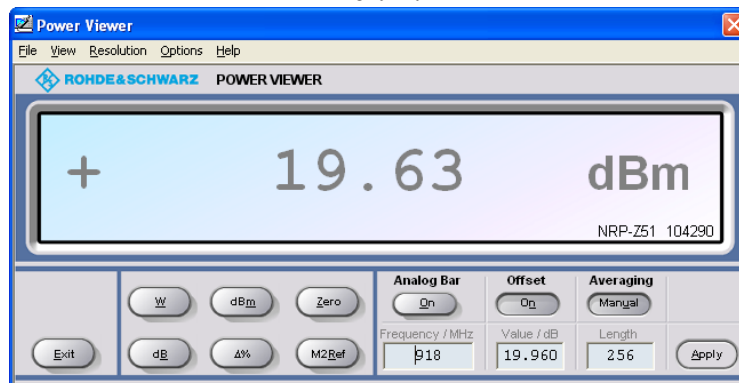 Power Viewer
File View Resolution Options Help
ROHDE&SCHWARZ POWER VIEWER
+ 19.63 dBm
NRP-Z51 104290
Analog Bar Offset Averaging
W dBm Zero On On Manual
Frequency / MHz Value / dB Length
Exit dB Δ% M2Ref 918 19.960 256 Apply